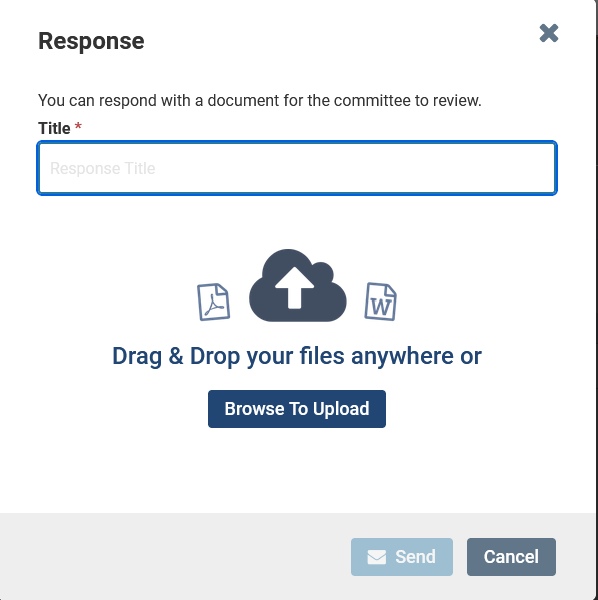 Response
You can respond with a document for the committee to review.
Title *
Response Title
W
Drag & Drop your files anywhere or
Browse To Upload
Send
Cancel